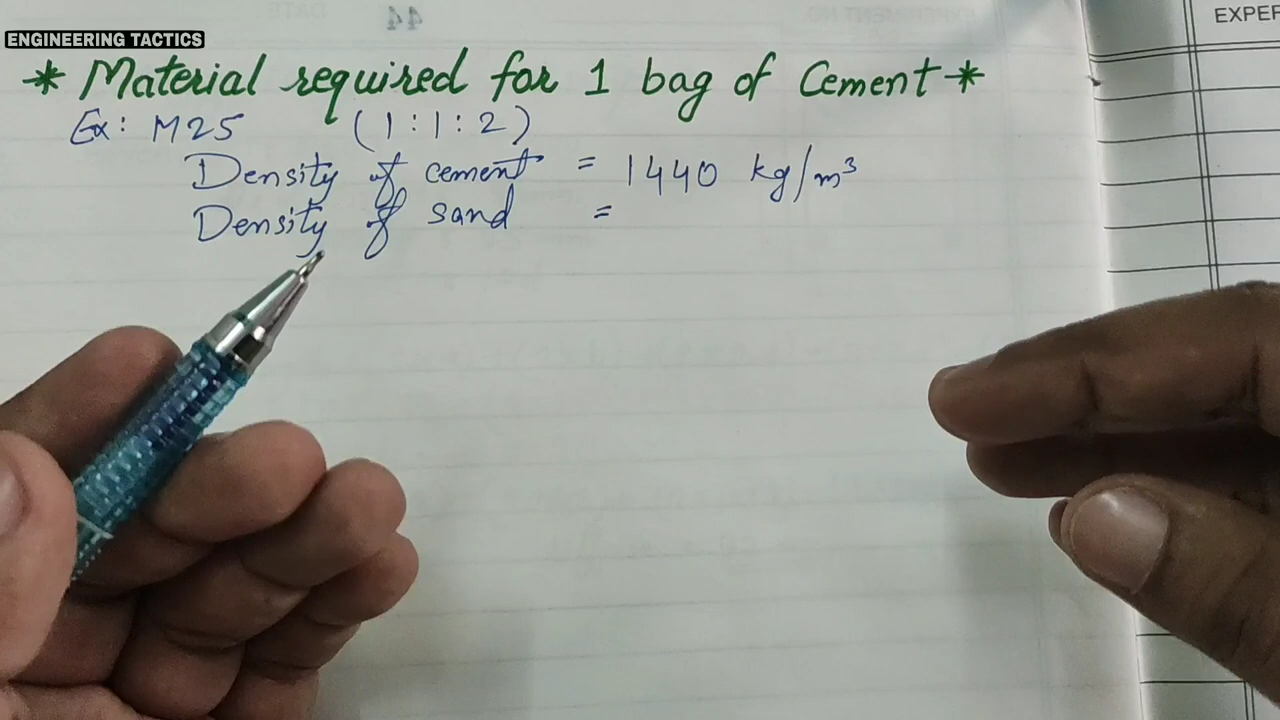 ENGINEERING TACTICS
EXPER
* Material required for 1 bag of Cement *
Ex: M25 (1:1:2)
Density of cement = 1440 kg/m³
Density of sand =